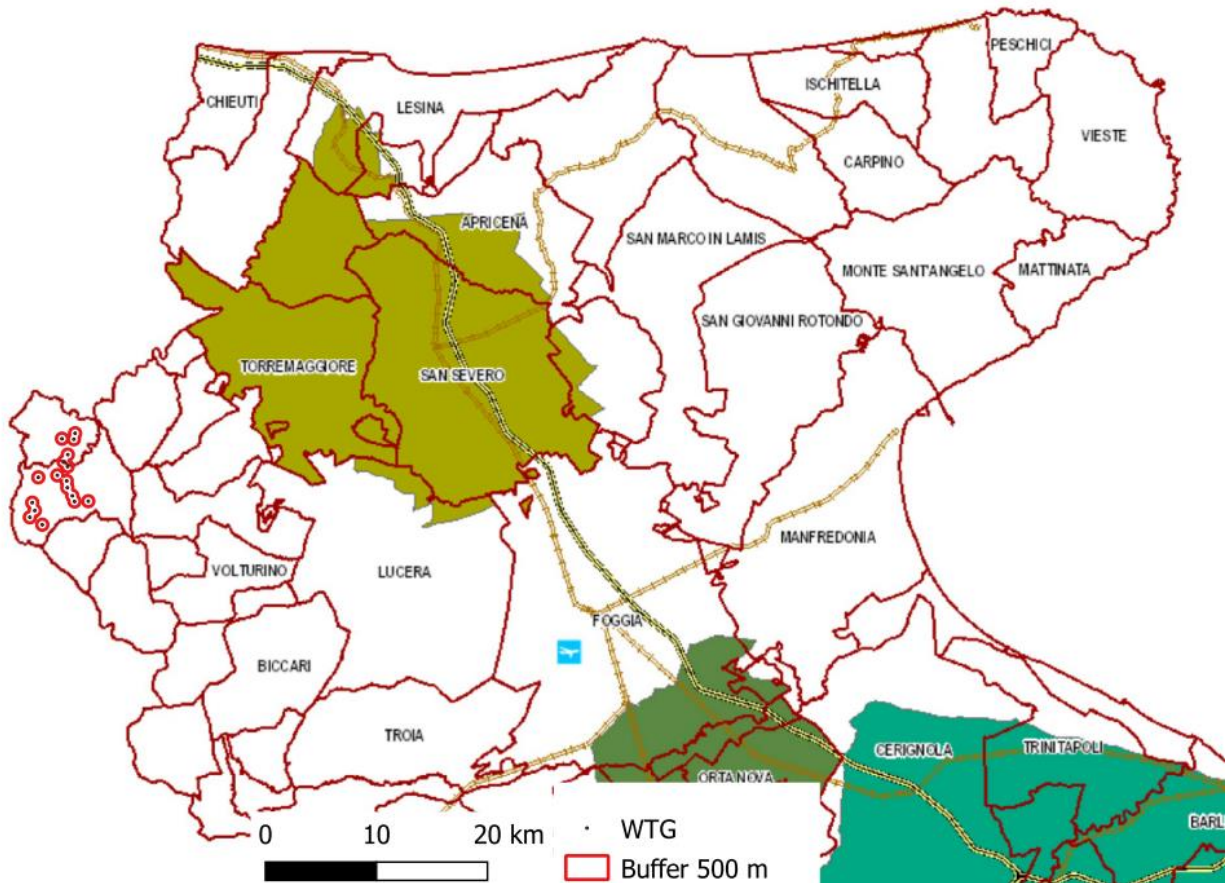 PESCHICI
ISCHITELLA
CHIEUTI
LESINA
VIESTE
CARPINO
APRICENA
SAN MARCO IN LAMIS
MONTE SANT'ANGELO
MATTINATA
SAN GIOVANNI ROTONDO
TORREMAGGIORE
SAN SEVERO
MANFREDONIA
VOLTURINO
LUCERA
FOGGIA
BICCARI
TROIA
CERIGNOLA
TRINITAPOLI
ORTA NOVA
BARL
0 10 20 km
WTG
Buffer 500 m